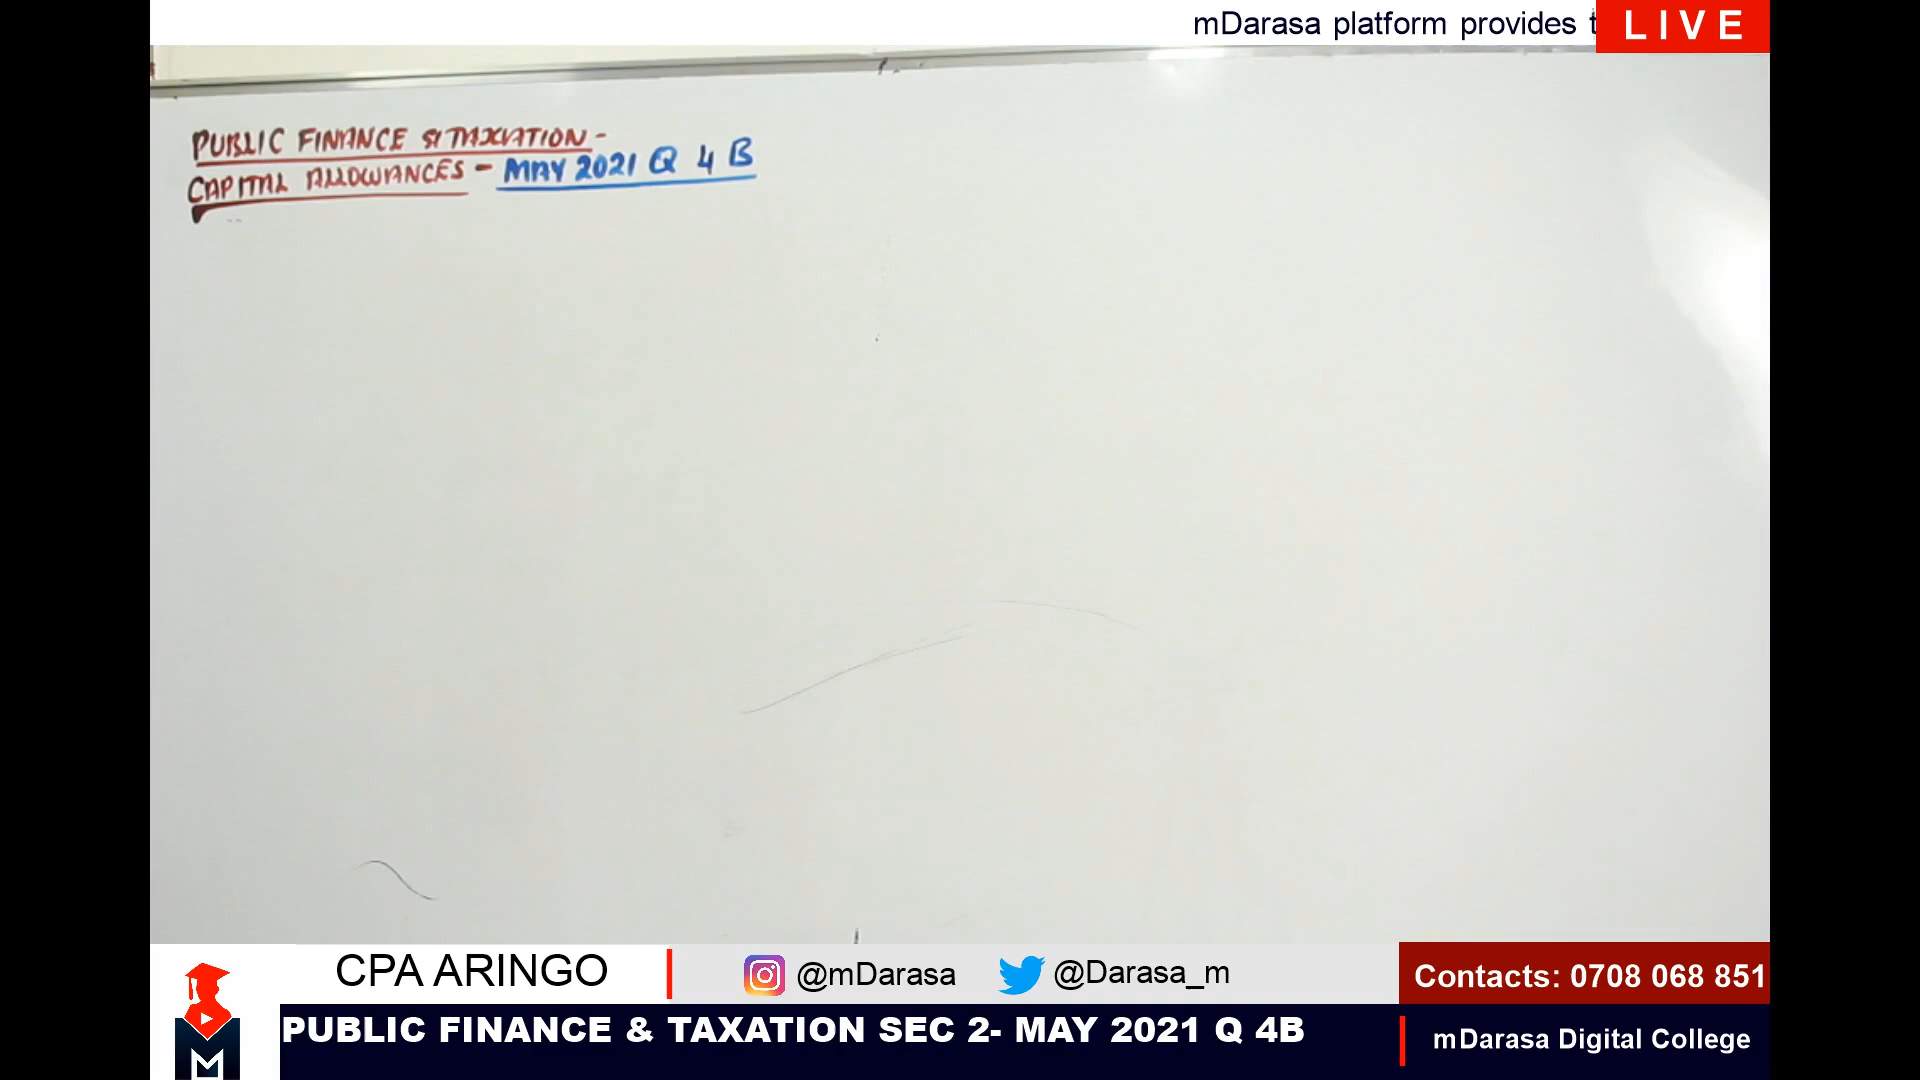 mDarasa platform provides t
LIVE
PUBLIC FINANCE & TAXATION -
CAPITAL ALLOWANCES - MAY 2021 Q 4 B
CPA ARINGO
@mDarasa
@Darasa_m
Contacts: 0708 068 851
PUBLIC FINANCE & TAXATION SEC 2- MAY 2021 Q 4B
mDarasa Digital College
M